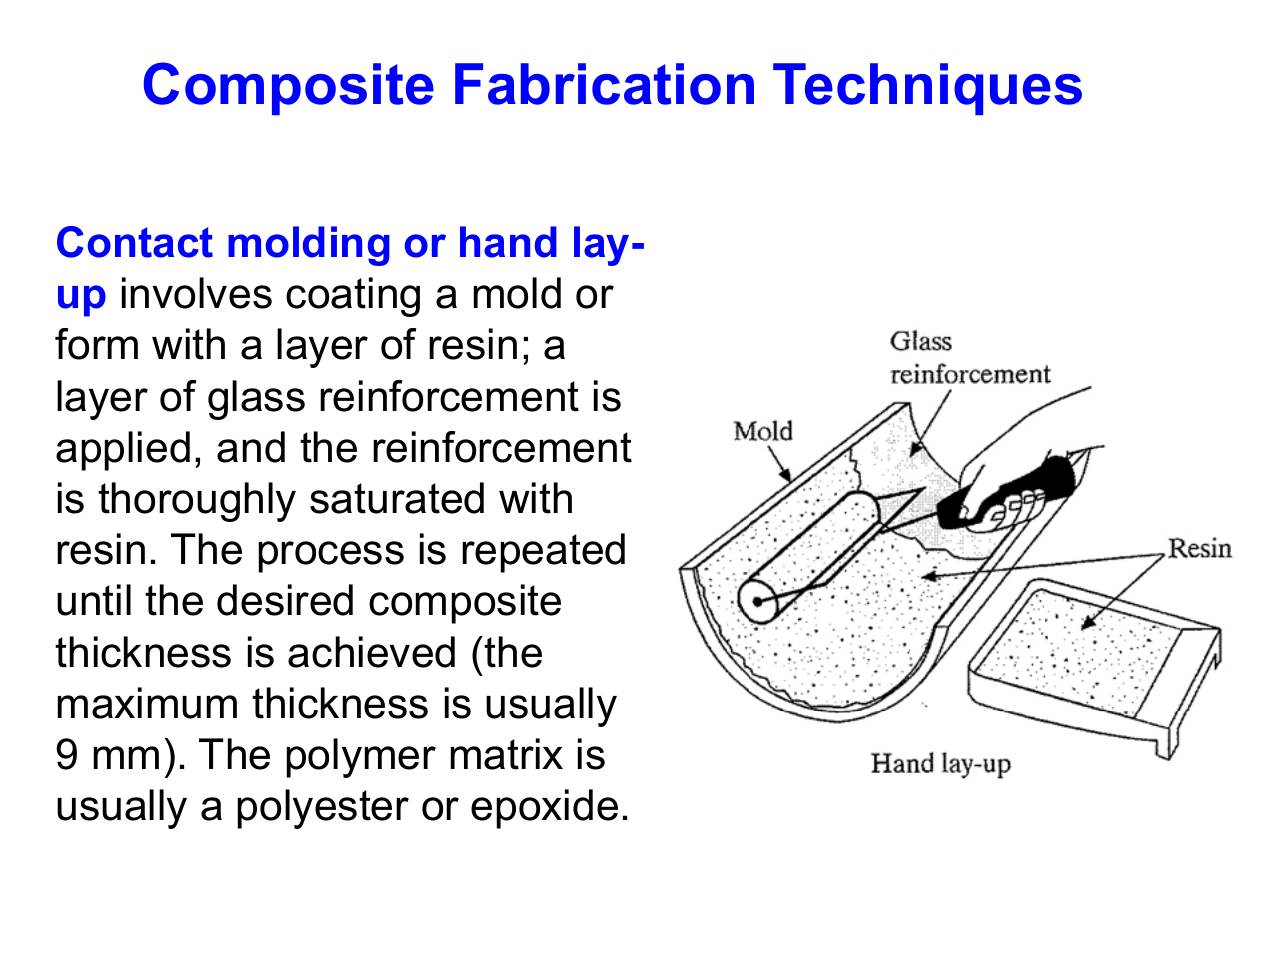 Composite Fabrication Techniques
Contact molding or hand lay-
up involves coating a mold or
form with a layer of resin; a
layer of glass reinforcement is
applied, and the reinforcement
is thoroughly saturated with
resin. The process is repeated
until the desired composite
thickness is achieved (the
maximum thickness is usually
9 mm). The polymer matrix is
usually a polyester or epoxide.
Glass
reinforcement
Mold
Resin
Hand lay-up